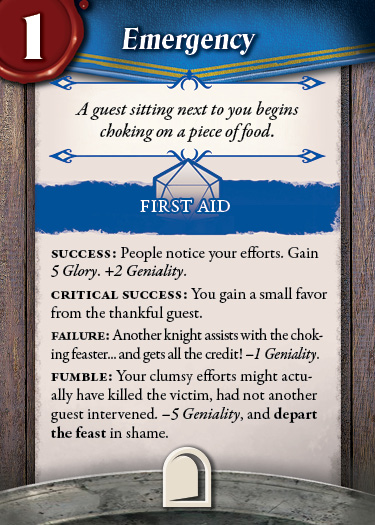 1
Emergency
A guest sitting next to you begins
choking on a piece of food.
FIRST AID
SUCCESS: People notice your efforts. Gain
5 Glory. +2 Geniality.
CRITICAL SUCCESS: You gain a small favor
from the thankful guest.
FAILURE: Another knight assists with the chok-
ing feaster... and gets all the credit! –1 Geniality.
FUMBLE: Your clumsy efforts might actu-
ally have killed the victim, had not another
guest intervened. –5 Geniality, and depart
the feast in shame.